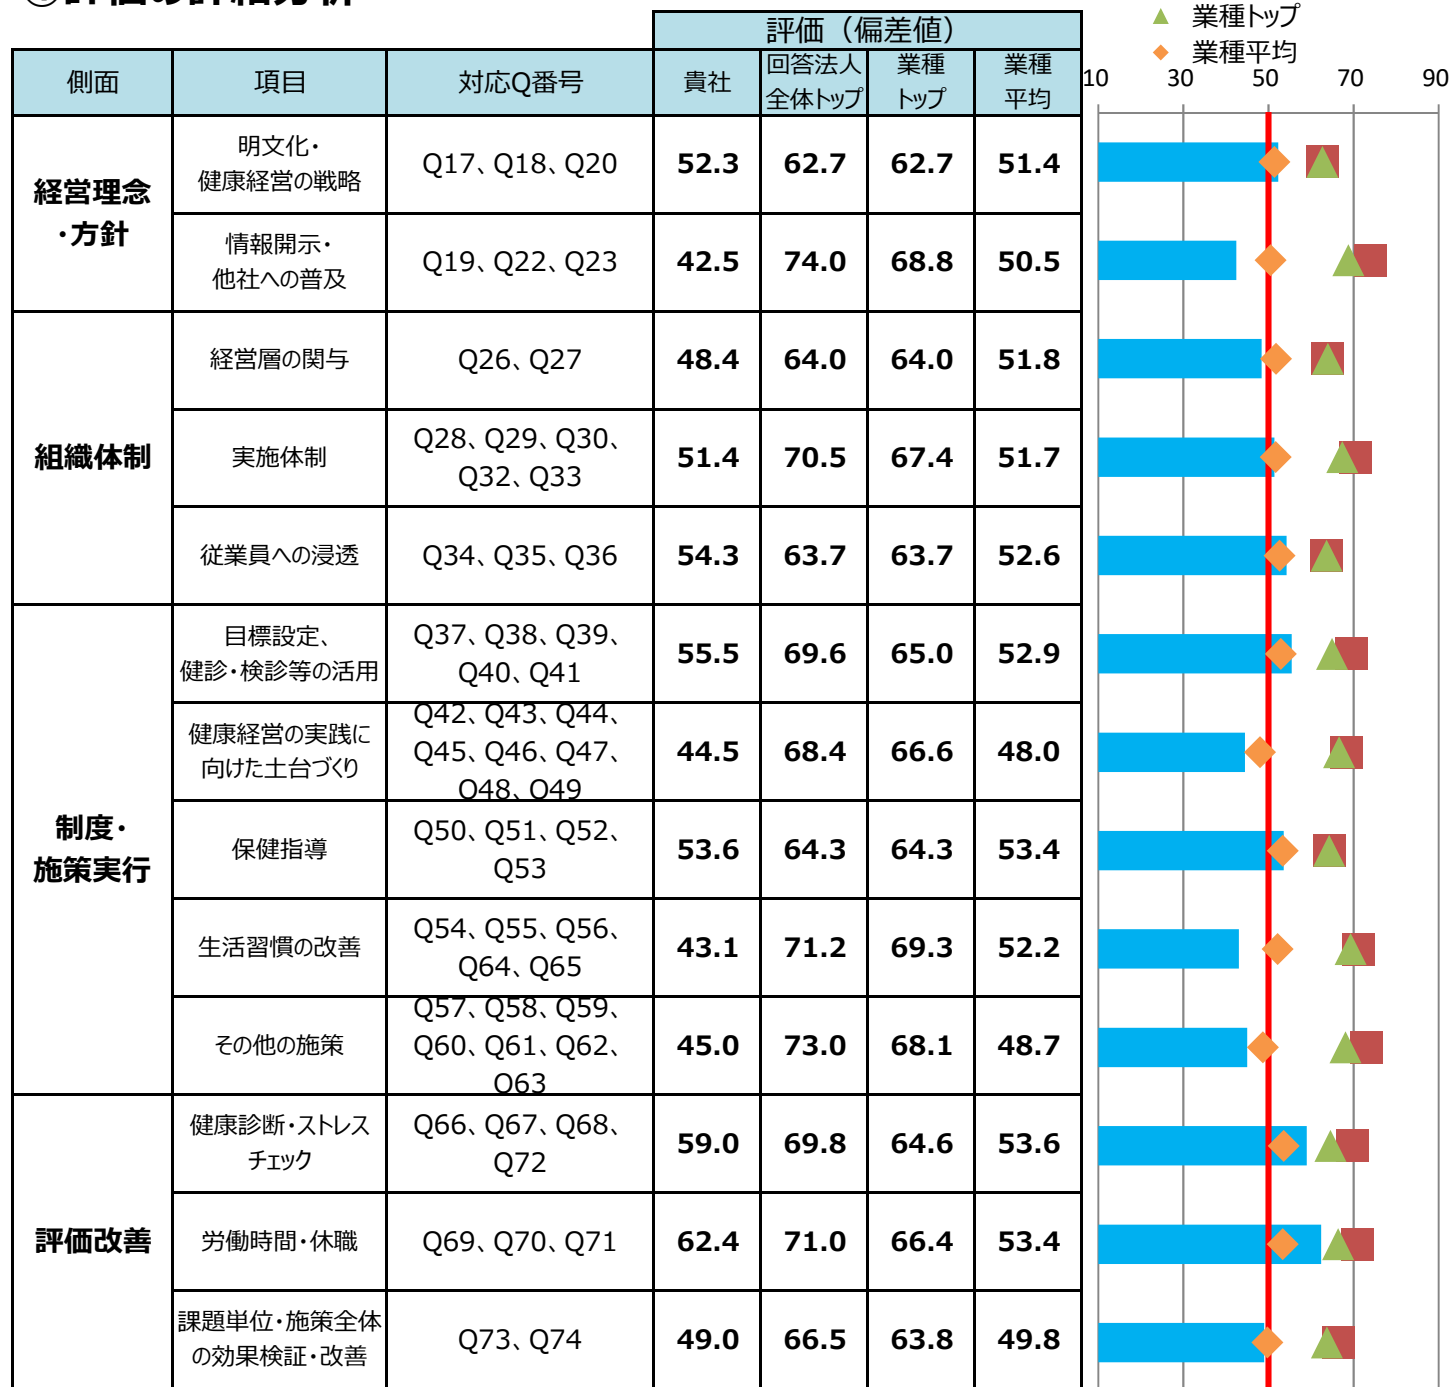 ▲ 業種トップ
◆ 業種平均
評価（偏差値）
側面 項目 対応Q番号 貴社 回答法人 業種 業種
全体トップ トップ 平均
10 30 50 70 90
経営理念
・方針
明文化・
健康経営の戦略
Q17、Q18、Q20 52.3 62.7 62.7 51.4
情報開示・
他社への普及
Q19、Q22、Q23 42.5 74.0 68.8 50.5
組織体制
経営層の関与 Q26、Q27 48.4 64.0 64.0 51.8
実施体制
Q28、Q29、Q30、
Q32、Q33
51.4 70.5 67.4 51.7
従業員への浸透 Q34、Q35、Q36 54.3 63.7 63.7 52.6
制度・
施策実行
目標設定、
健診・検診等の活用
Q37、Q38、Q39、
Q40、Q41
55.5 69.6 65.0 52.9
健康経営の実践に
向けた土台づくり
Q42、Q43、Q44、
Q45、Q46、Q47、
Q48、Q49
44.5 68.4 66.6 48.0
保健指導
Q50、Q51、Q52、
Q53
53.6 64.3 64.3 53.4
生活習慣の改善
Q54、Q55、Q56、
Q64、Q65
43.1 71.2 69.3 52.2
その他の施策
Q57、Q58、Q59、
Q60、Q61、Q62、
Q63
45.0 73.0 68.1 48.7
評価改善
健康診断・ストレス
チェック
Q66、Q67、Q68、
Q72
59.0 69.8 64.6 53.6
労働時間・休職 Q69、Q70、Q71 62.4 71.0 66.4 53.4
課題単位・施策全体
の効果検証・改善
Q73、Q74 49.0 66.5 63.8 49.8